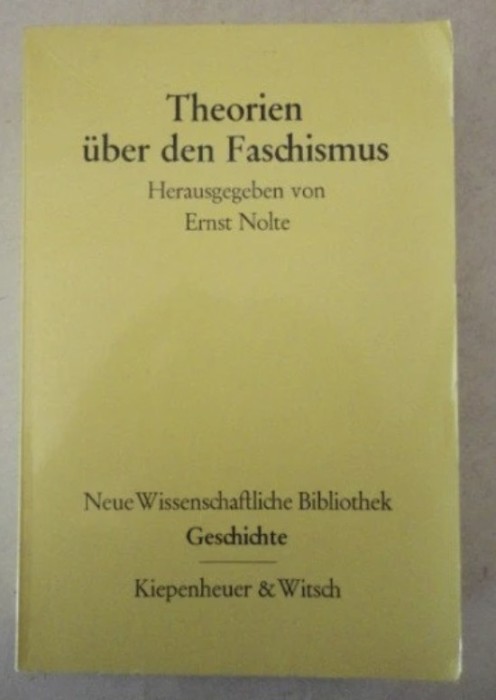 Theorien
über den Faschismus
Herausgegeben von
Ernst Nolte
Neue Wissenschaftliche Bibliothek
Geschichte
Kiepenheuer & Witsch